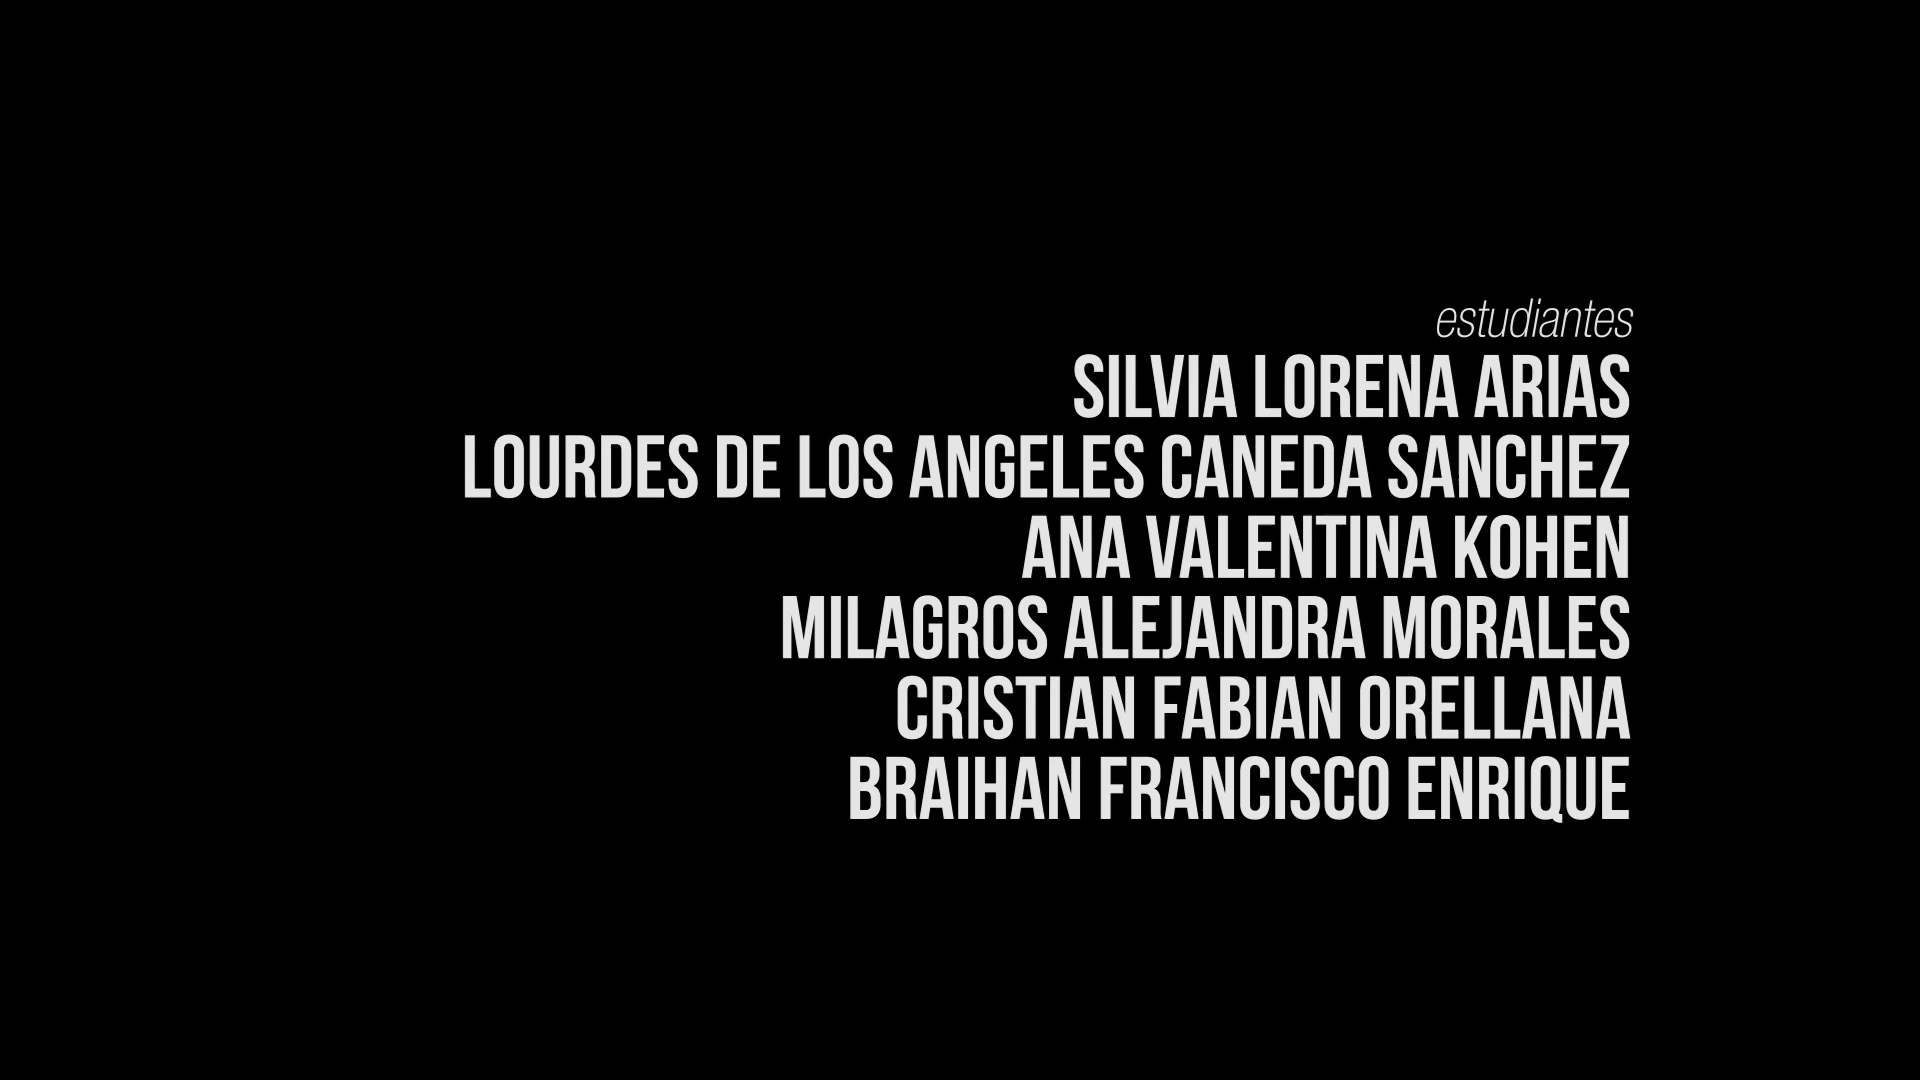 estudiantes
SILVIA LORENA ARIAS
LOURDES DE LOS ANGELES CANEDA SANCHEZ
ANA VALENTINA KOHEN
MILAGROS ALEJANDRA MORALES
CRISTIAN FABIAN ORELLANA
BRAIHAN FRANCISCO ENRIQUE